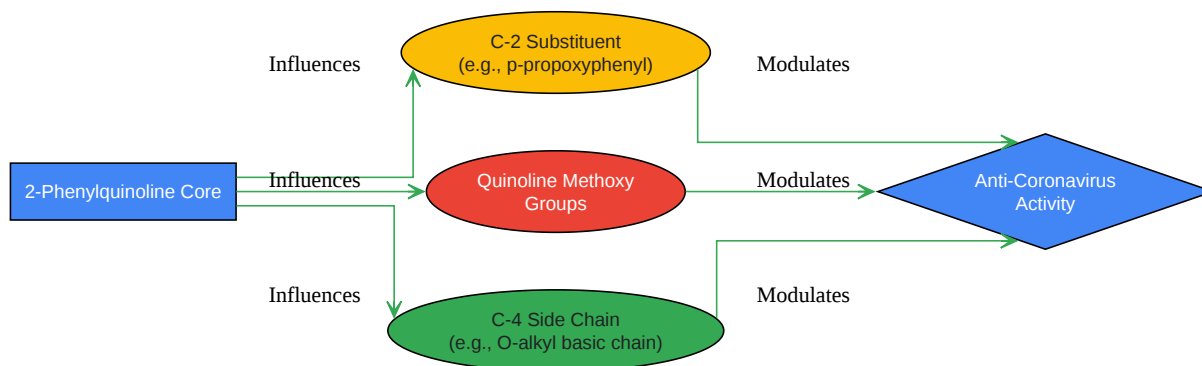 C-2 Substituent
(e.g., p-propoxyphenyl)
Influences
Modulates
2-Phenylquinoline Core
Influences
Quinoline Methoxy
Groups
Modulates
Anti-Coronavirus
Activity
Influences
Modulates
C-4 Side Chain
(e.g., O-alkyl basic chain)